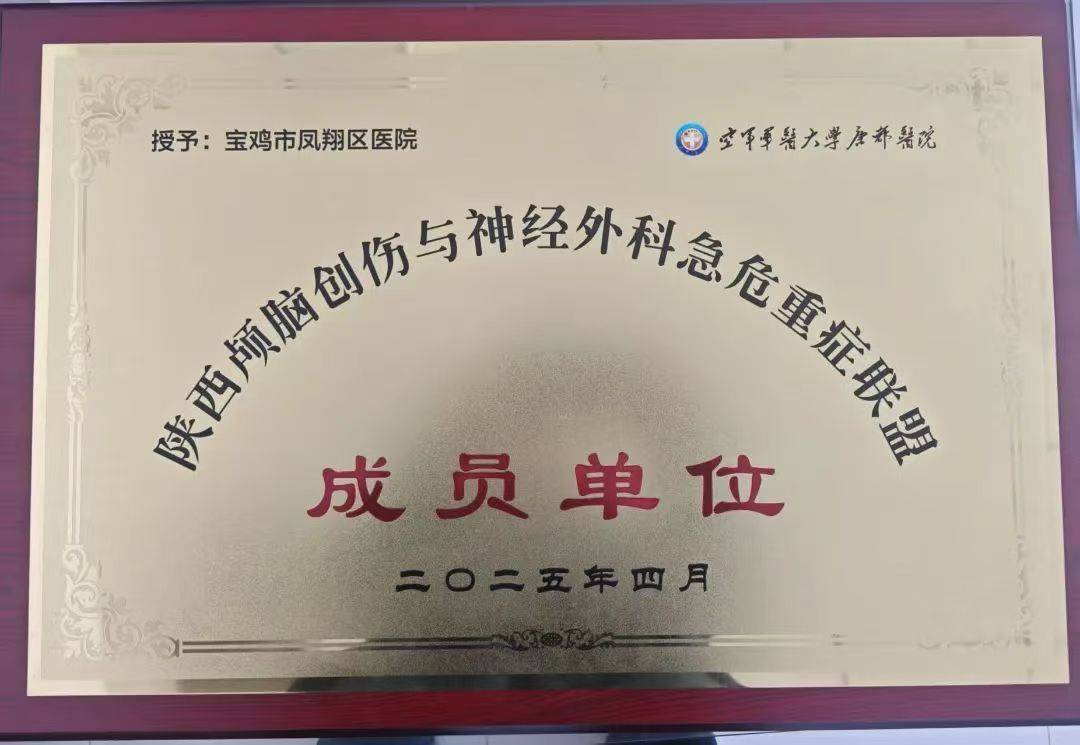 授予：宝鸡市凤翔区医院
空军军醫大学唐都醫院
陕西颅脑创伤与神经外科急危重症联盟
成员单位
二〇二五年四月